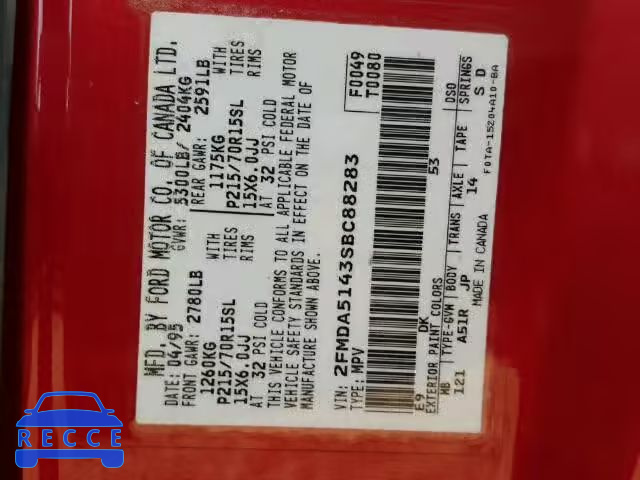 MFD. BY FORD MOTOR CO. OF CANADA LTD.
DATE: 04/95 GVWR: 5300LB/ 2404KG
FRONT GAWR: 2780LB REAR GAWR: 2591LB
1260KG WITH 1175KG WITH
P215/70R15SL TIRES P215/70R15SL TIRES
15X6.0JJ RIMS 15X6.0JJ RIMS
AT 32 PSI COLD AT 32 PSI COLD
THIS VEHICLE CONFORMS TO ALL APPLICABLE FEDERAL MOTOR
VEHICLE SAFETY STANDARDS IN EFFECT ON THE DATE OF
MANUFACTURE SHOWN ABOVE.
VIN: 2FMDA5143SBC88283 F0049
TYPE: MPV T0080
E9 DK 53
EXTERIOR PAINT COLORS DSO
WB TYPE-GVW BODY TRANS AXLE TAPE SPRINGS
121 A51R JP 14 S D
MADE IN CANADA F0TA-15204A10-BA
RECCE